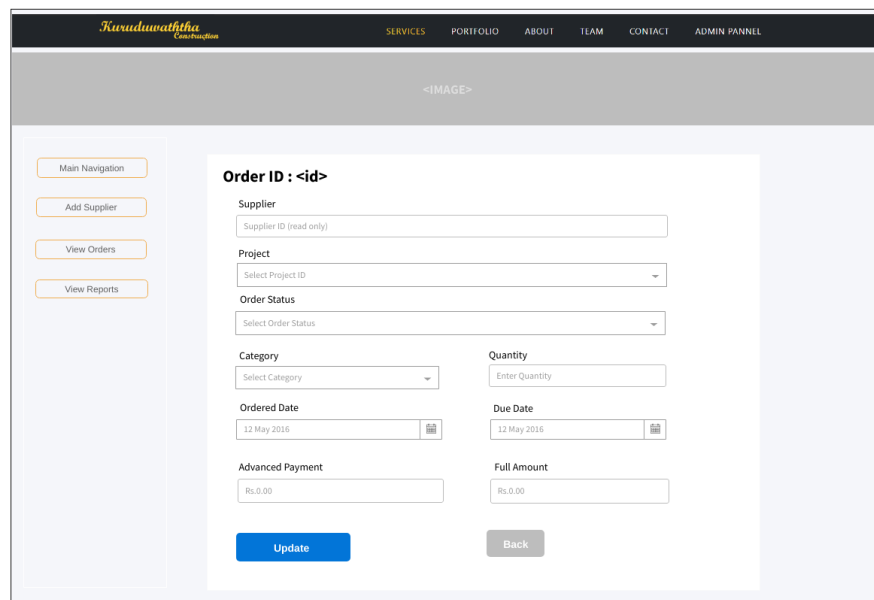 Kuruduwaththa
Construction
SERVICES PORTFOLIO ABOUT TEAM CONTACT ADMIN PANNEL
<IMAGE>
Main Navigation
Add Supplier
View Orders
View Reports
Order ID : <id>
Supplier
Supplier ID (read only)
Project
Select Project ID
Order Status
Select Order Status
Category Quantity
Select Category Enter Quantity
Ordered Date Due Date
12 May 2016 12 May 2016
Advanced Payment Full Amount
Rs.0.00 Rs.0.00
Update Back